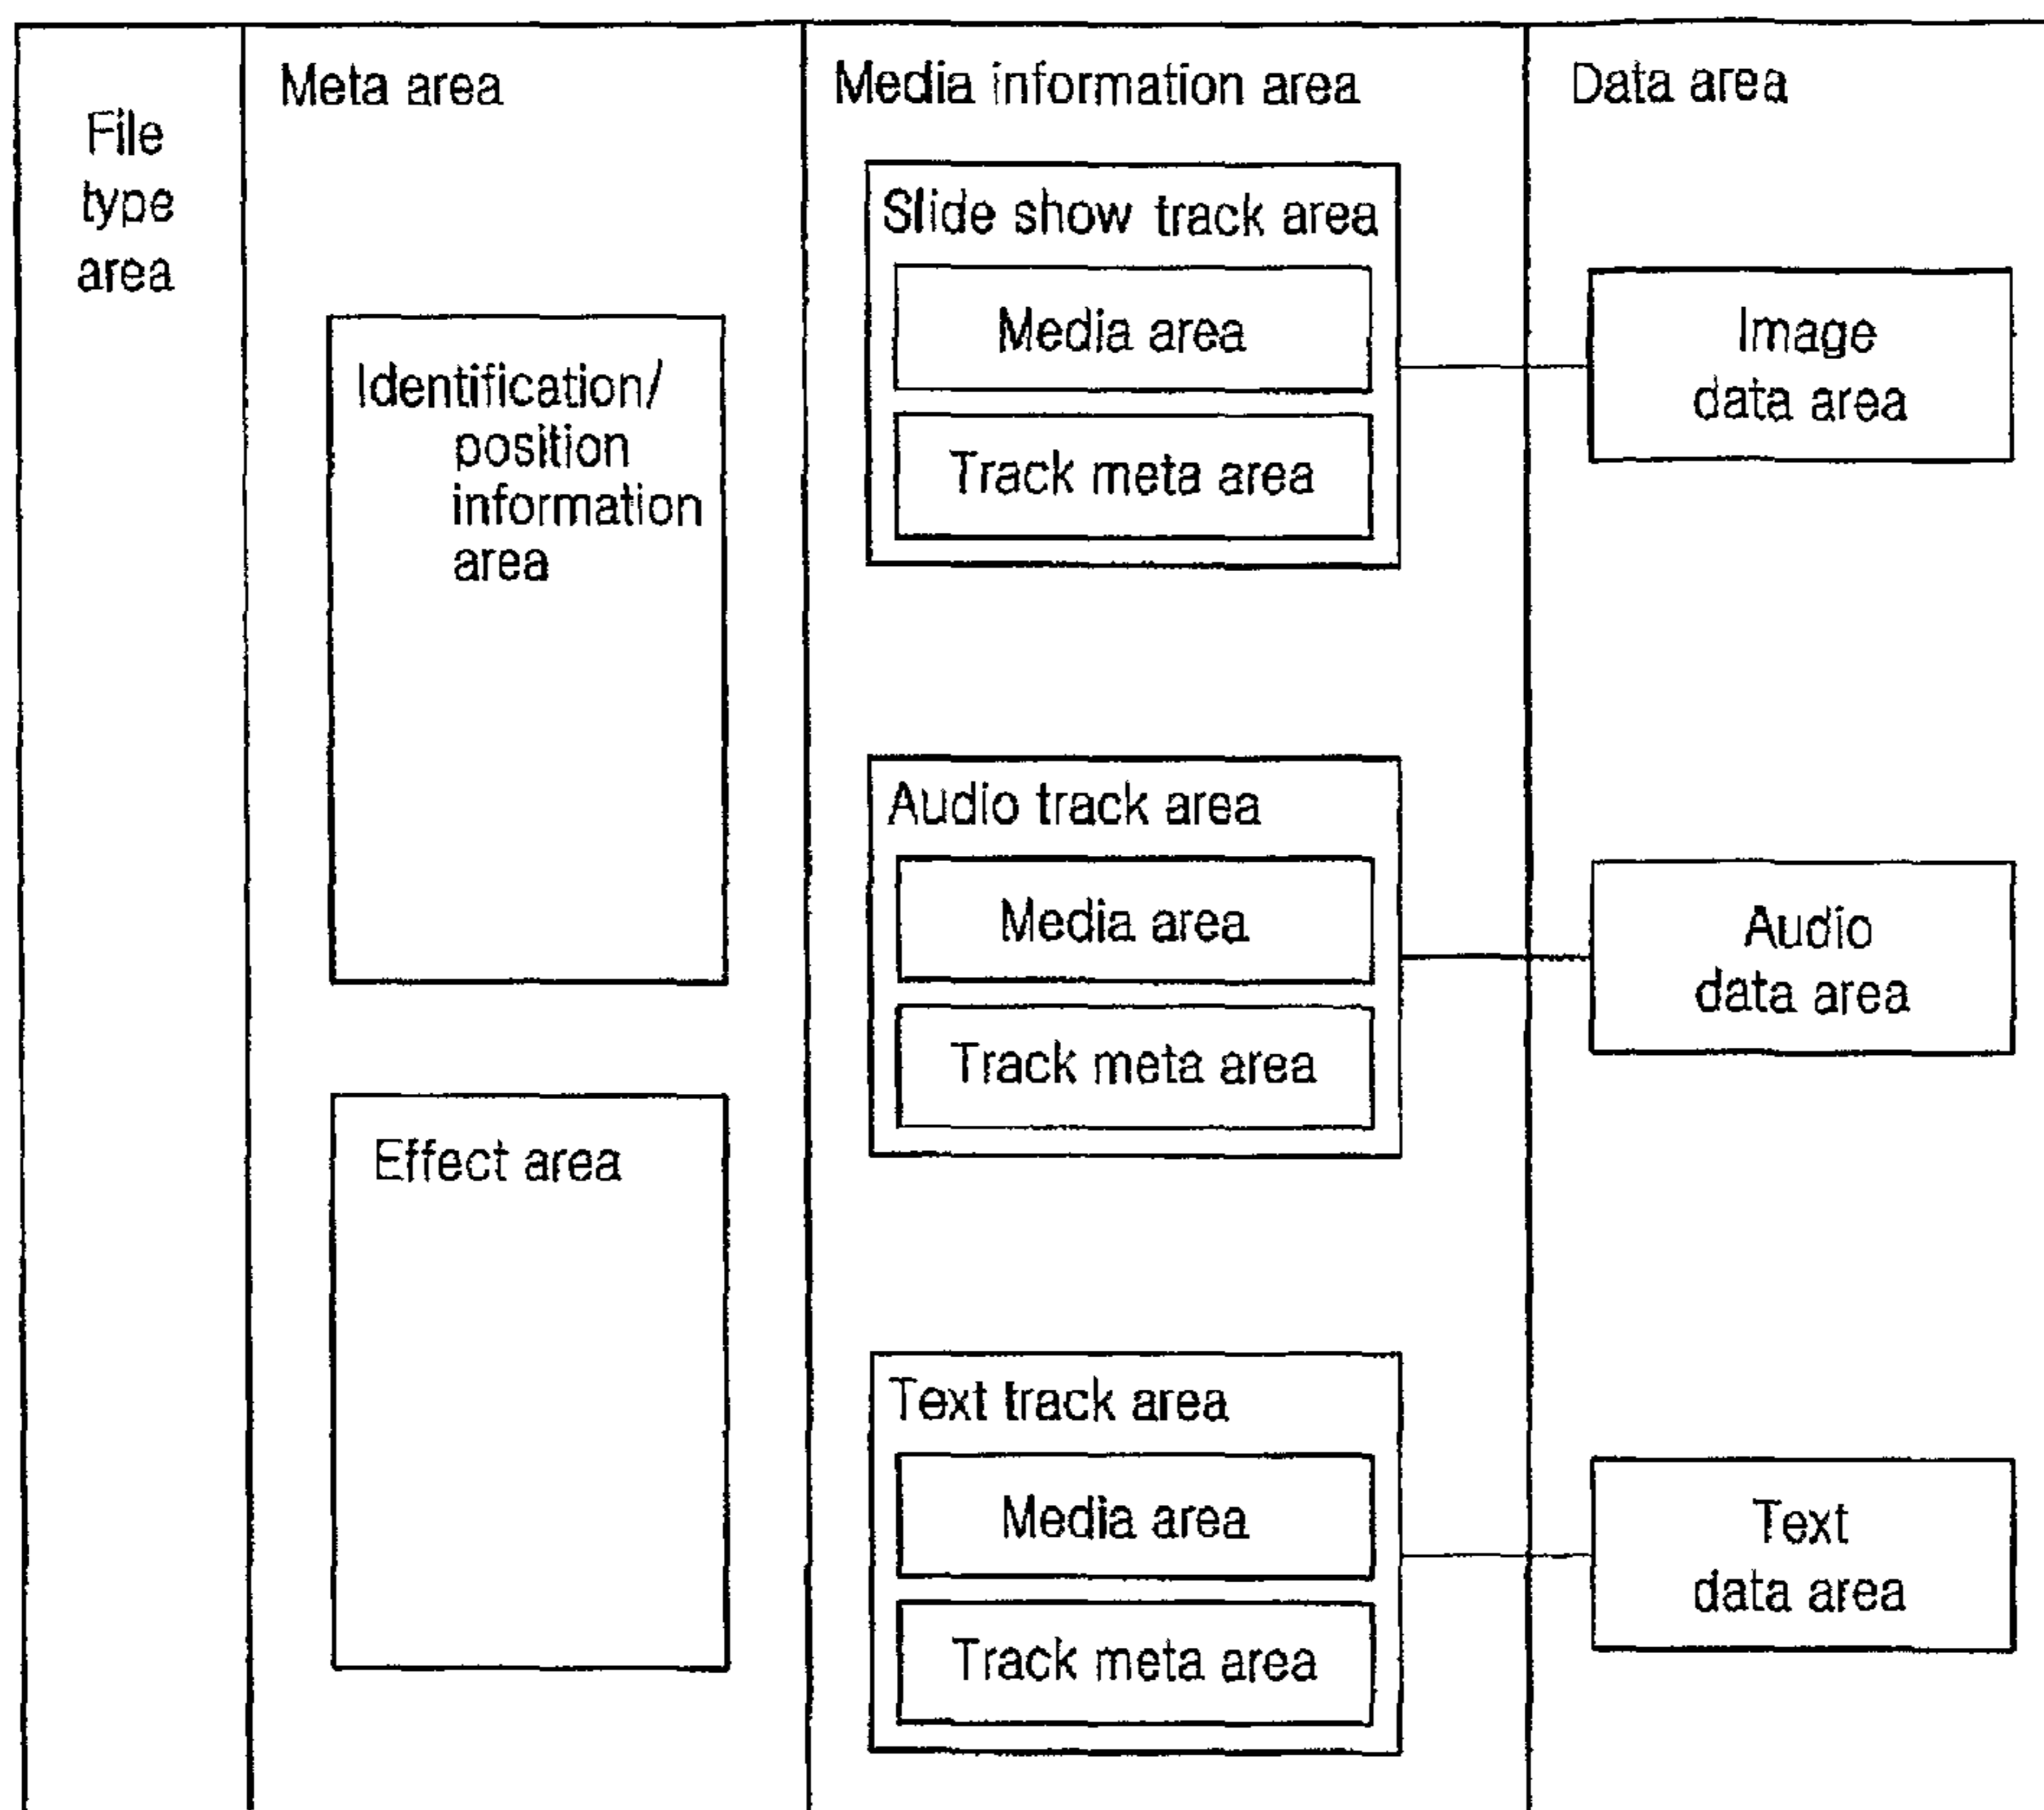 File
type
area
Meta area
Identification/
position
information
area
Effect area
Media information area
Slide show track area
Media area
Track meta area
Audio track area
Media area
Track meta area
Text track area
Media area
Track meta area
Data area
Image
data area
Audio
data area
Text
data area